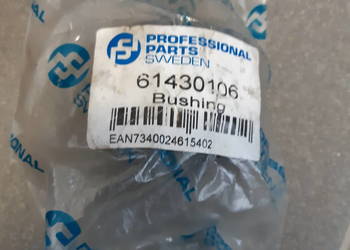 PROFESSIONAL
PARTS
SWEDEN
61430106
Bushing
EAN7340024615402